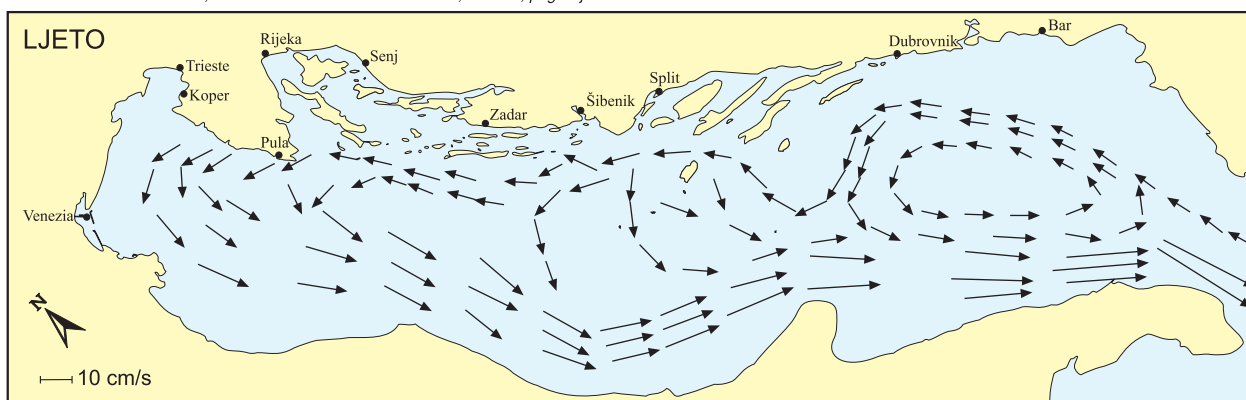 LJETO
Rijeka
Senj
Trieste
Koper
Pula
Zadar
Šibenik
Split
Dubrovnik
Bar
Venezia
N
10 cm/s